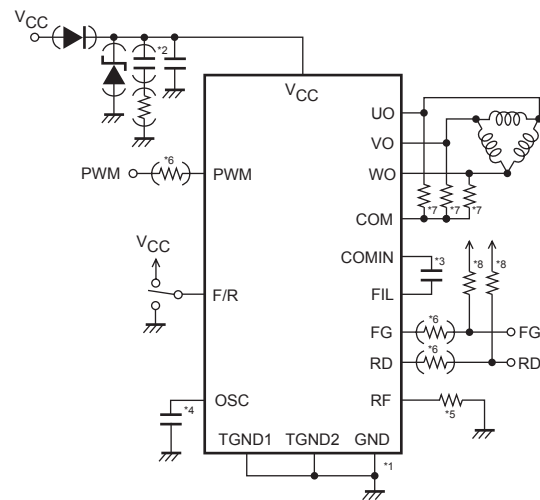 VCC
*2
VCC
UO
VO
WO
*6
PWM
PWM
*7
*7
*7
COM
VCC
COMIN
*3
*8
*8
F/R
FIL
*6
FG
FG
*6
RD
RD
OSC
RF
*4
*5
TGND1
TGND2
GND
*1